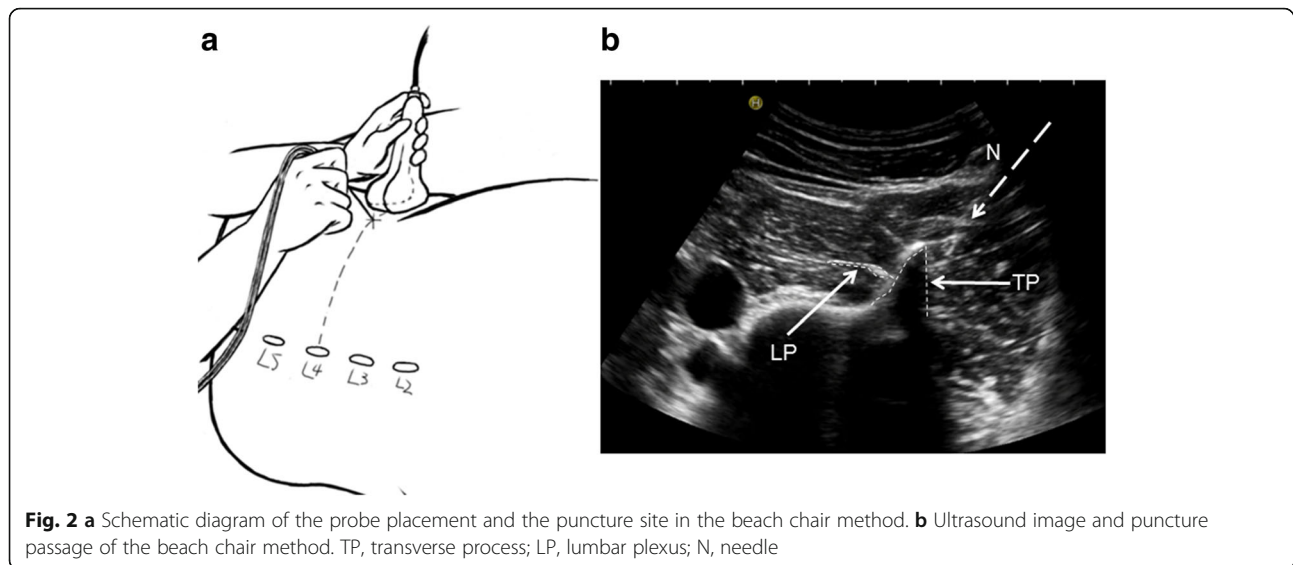 a
b
L5 L4 L3 L2
H
N
TP
LP
Fig. 2 a Schematic diagram of the probe placement and the puncture site in the beach chair method. b Ultrasound image and puncture
passage of the beach chair method. TP, transverse process; LP, lumbar plexus; N, needle